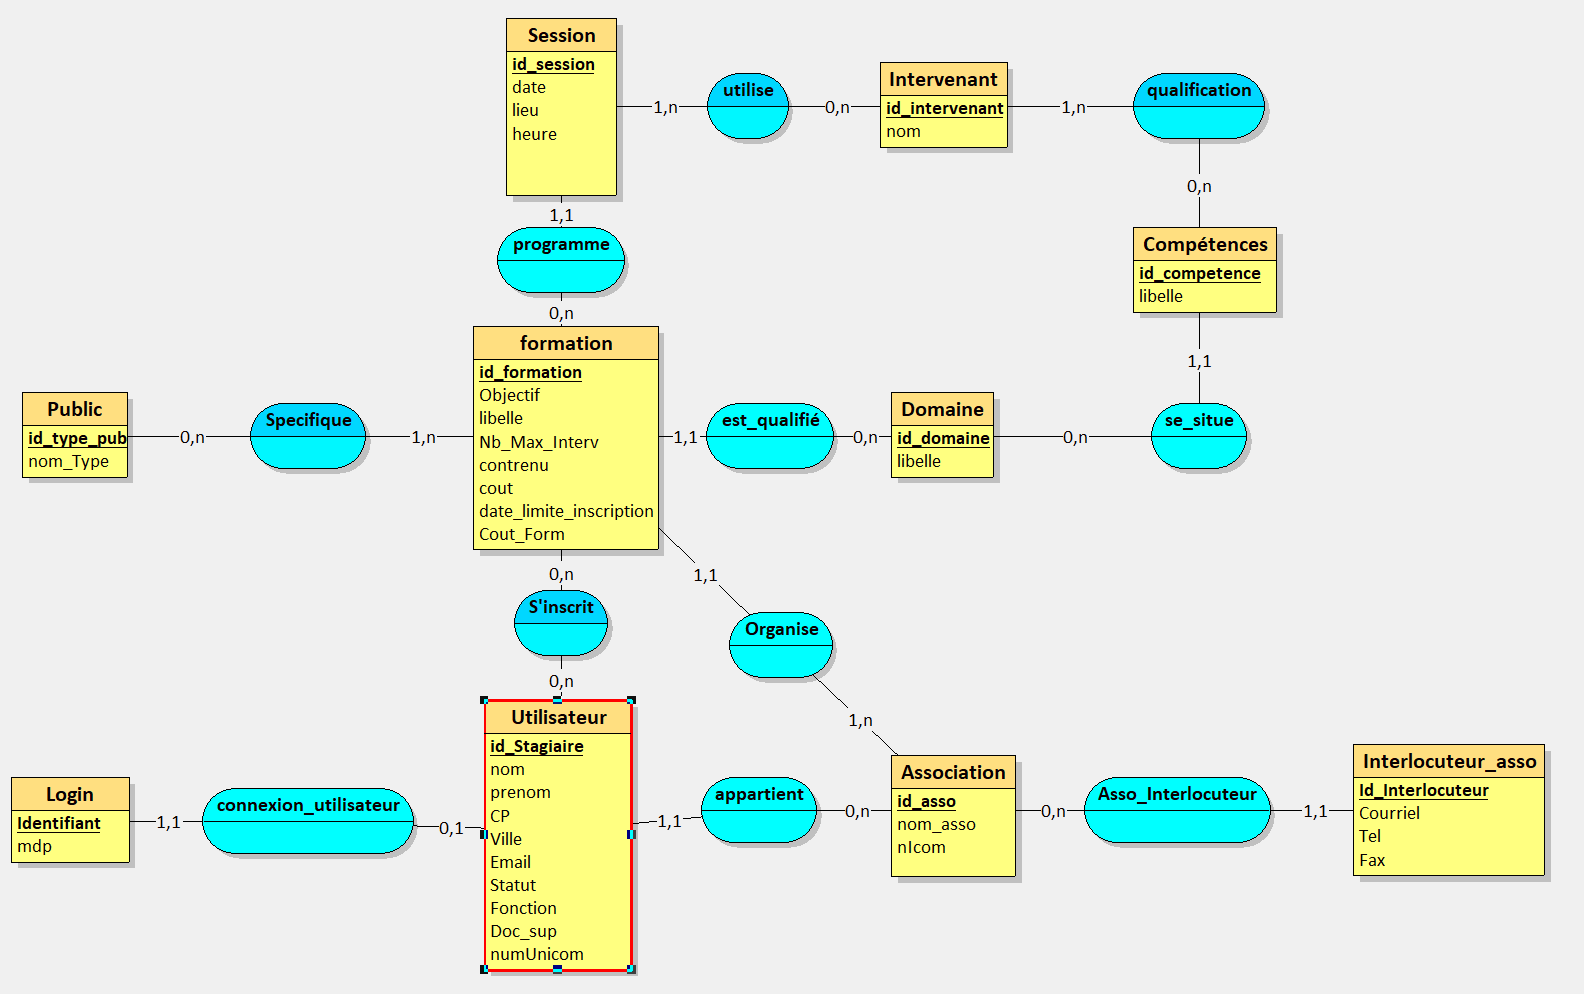 Session
id_session
date
lieu
heure
1,n
utilise
0,n
Intervenant
id_intervenant
nom
1,n
qualification
0,n
Compétences
id_competence
libelle
1,1
se_situe
1,1
programme
0,n
formation
id_formation
Objectif
libelle
Nb_Max_Interv
contrenu
cout
date_limite_inscription
Cout_Form
Public
id_type_pub
nom_Type
0,n
Specifique
1,n
1,1
est_qualifié
0,n
Domaine
id_domaine
libelle
0,n
0,n
S'inscrit
0,n
1,1
Organise
1,n
Utilisateur
id_Stagiaire
nom
prenom
CP
Ville
Email
Statut
Fonction
Doc_sup
numUnicom
Login
Identifiant
mdp
1,1
connexion_utilisateur
0,1
1,1
appartient
0,n
Association
id_asso
nom_asso
nIcom
0,n
Asso_Interlocuteur
1,1
Interlocuteur_asso
Id_Interlocuteur
Courriel
Tel
Fax